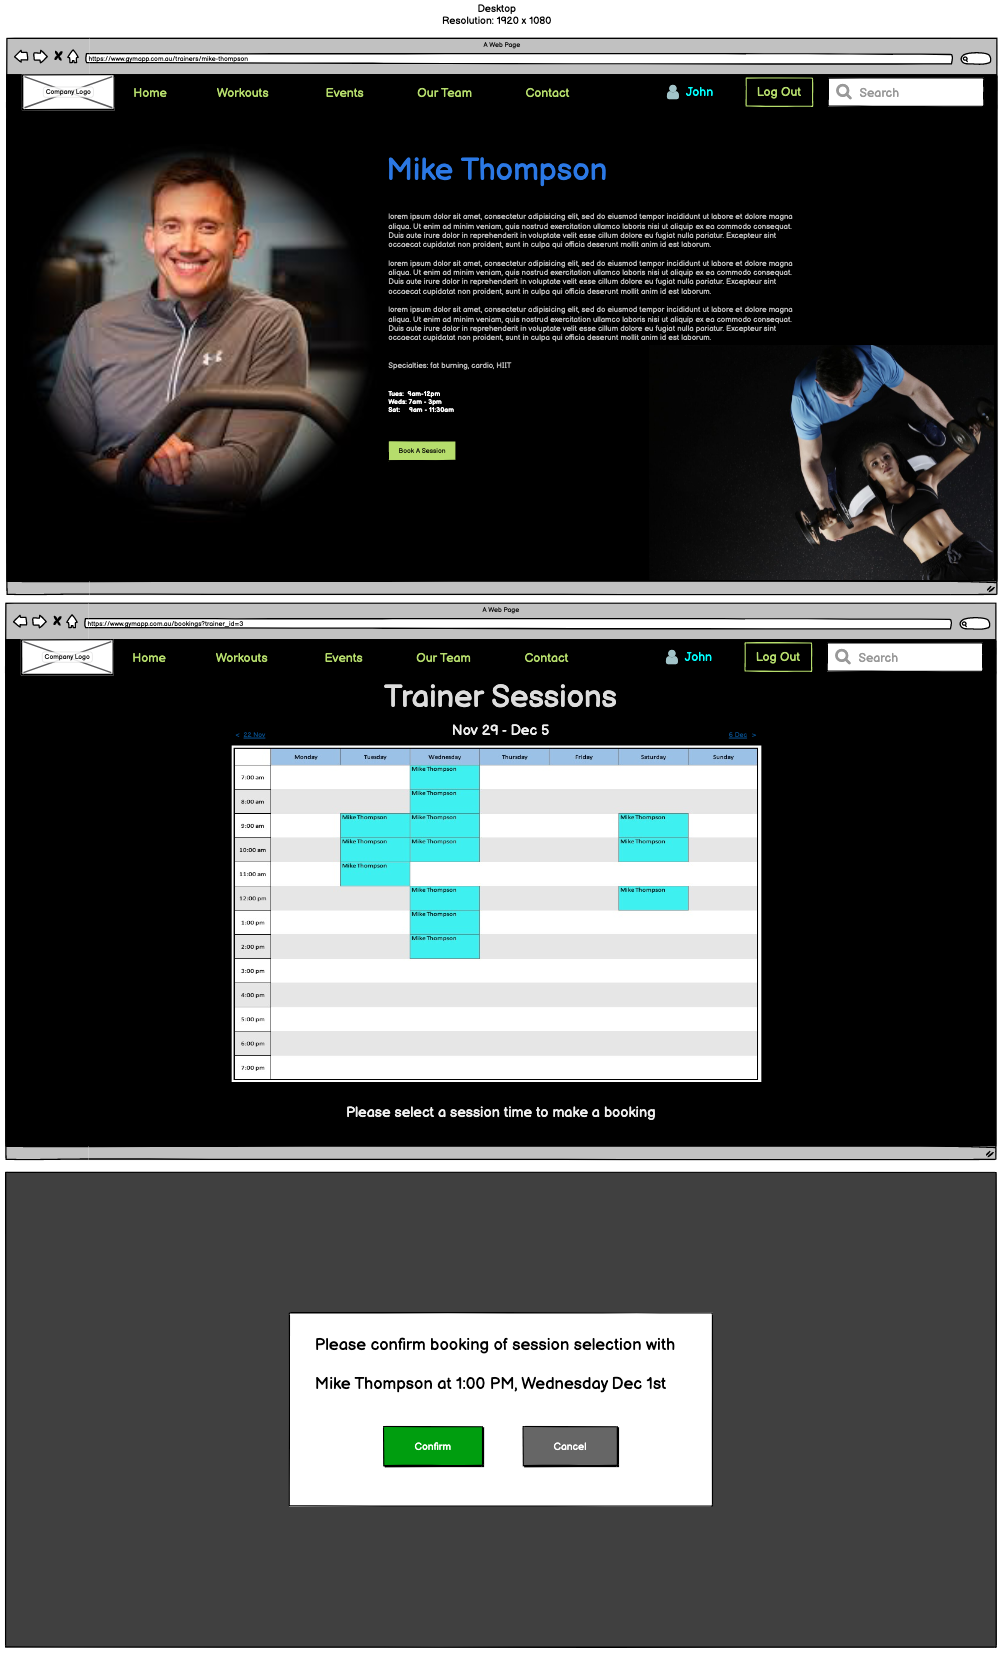 Desktop
Resolution: 1920 x 1080
A Web Page
https://www.gymapp.com.au/trainers/mike-thompson
Company Logo
Home
Workouts
Events
Our Team
Contact
John
Log Out
Search
Mike Thompson
lorem ipsum dolor sit amet, consectetur adipisicing elit, sed do eiusmod tempor incididunt ut labore et dolore magna
aliqua. Ut enim ad minim veniam, quis nostrud exercitation ullamco laboris nisi ut aliquip ex ea commodo consequat.
Duis aute irure dolor in reprehenderit in voluptate velit esse cillum dolore eu fugiat nulla pariatur. Excepteur sint
occaecat cupidatat non proident, sunt in culpa qui officia deserunt mollit anim id est laborum.
lorem ipsum dolor sit amet, consectetur adipisicing elit, sed do eiusmod tempor incididunt ut labore et dolore magna
aliqua. Ut enim ad minim veniam, quis nostrud exercitation ullamco laboris nisi ut aliquip ex ea commodo consequat.
Duis aute irure dolor in reprehenderit in voluptate velit esse cillum dolore eu fugiat nulla pariatur. Excepteur sint
occaecat cupidatat non proident, sunt in culpa qui officia deserunt mollit anim id est laborum.
lorem ipsum dolor sit amet, consectetur adipisicing elit, sed do eiusmod tempor incididunt ut labore et dolore magna
aliqua. Ut enim ad minim veniam, quis nostrud exercitation ullamco laboris nisi ut aliquip ex ea commodo consequat.
Duis aute irure dolor in reprehenderit in voluptate velit esse cillum dolore eu fugiat nulla pariatur. Excepteur sint
occaecat cupidatat non proident, sunt in culpa qui officia deserunt mollit anim id est laborum.
Specialties: fat burning, cardio, HIIT
Tues: 9am-12pm
Weds: 7am - 3pm
Sat: 9am - 11:30am
Book A Session
A Web Page
https://www.gymapp.com.au/bookings?trainer_id=3
Company Logo
Home
Workouts
Events
Our Team
Contact
John
Log Out
Search
Trainer Sessions
Nov 29 - Dec 5
< 22 Nov
6 Dec >
Monday Tuesday Wednesday Thursday Friday Saturday Sunday
7:00 am Mike Thompson
8:00 am Mike Thompson
9:00 am Mike Thompson Mike Thompson Mike Thompson
10:00 am Mike Thompson Mike Thompson Mike Thompson
11:00 am Mike Thompson
12:00 pm Mike Thompson Mike Thompson
1:00 pm Mike Thompson
2:00 pm Mike Thompson
3:00 pm
4:00 pm
5:00 pm
6:00 pm
7:00 pm
Please select a session time to make a booking
Please confirm booking of session selection with
Mike Thompson at 1:00 PM, Wednesday Dec 1st
Confirm
Cancel